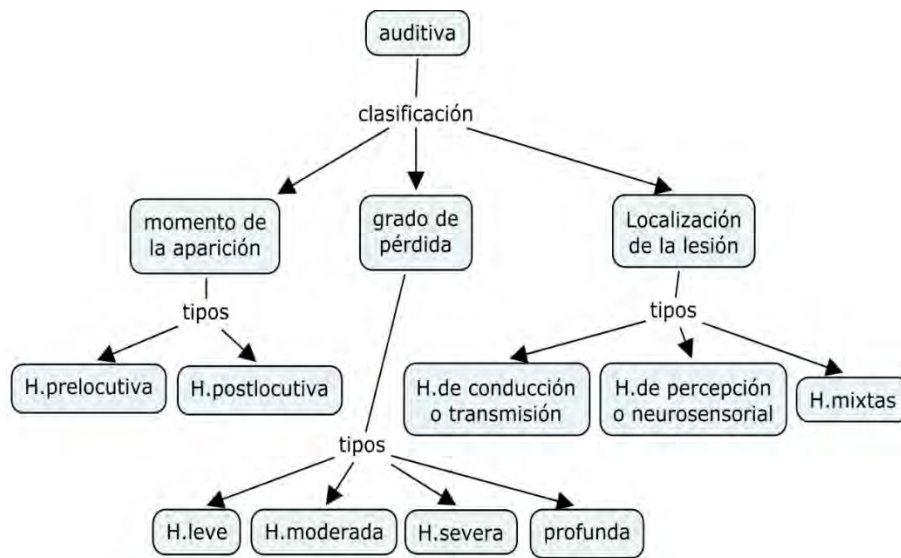 auditiva
clasificación
momento de
la aparición
grado de
pérdida
Localización
de la lesión
tipos
tipos
H.prelocutiva
H.postlocutiva
H.de conducción
o transmisión
H.de percepción
o neurosensorial
H.mixtas
tipos
H.leve
H.moderada
H.severa
profunda